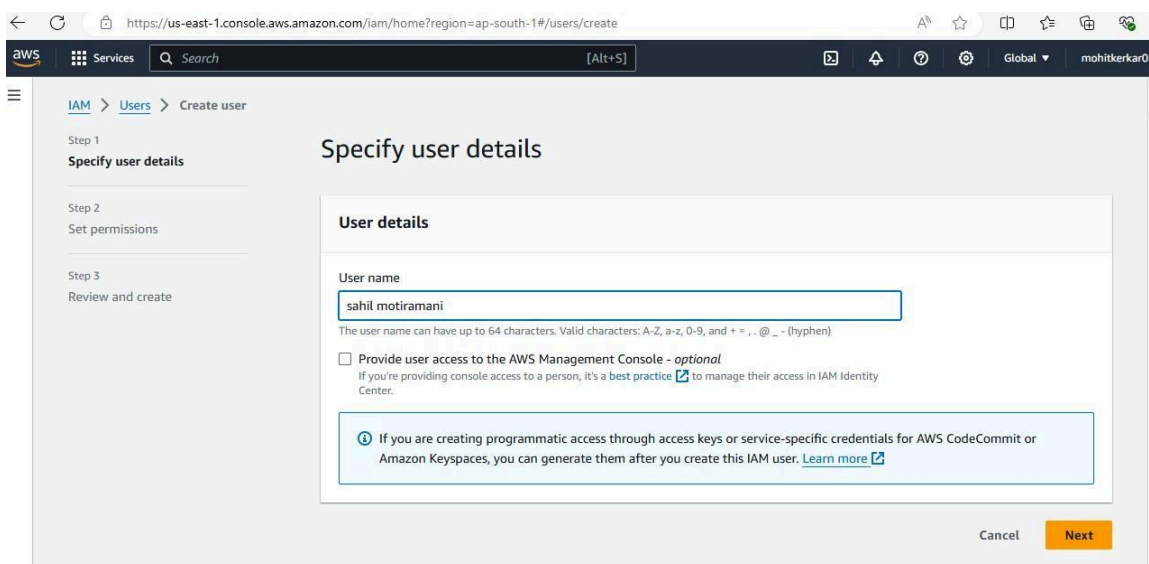 https://us-east-1.console.aws.amazon.com/iam/home?region=ap-south-1#/users/create
aws Services Search [Alt+S] Global mohitkerkar0
IAM > Users > Create user
Step 1
Specify user details
Step 2
Set permissions
Step 3
Review and create
Specify user details
User details
User name
sahil motiramani
The user name can have up to 64 characters. Valid characters: A-Z, a-z, 0-9, and + = , . @ _ - (hyphen)
Provide user access to the AWS Management Console - optional
If you're providing console access to a person, it's a best practice to manage their access in IAM Identity
Center.
If you are creating programmatic access through access keys or service-specific credentials for AWS CodeCommit or
Amazon Keyspaces, you can generate them after you create this IAM user. Learn more
Cancel Next